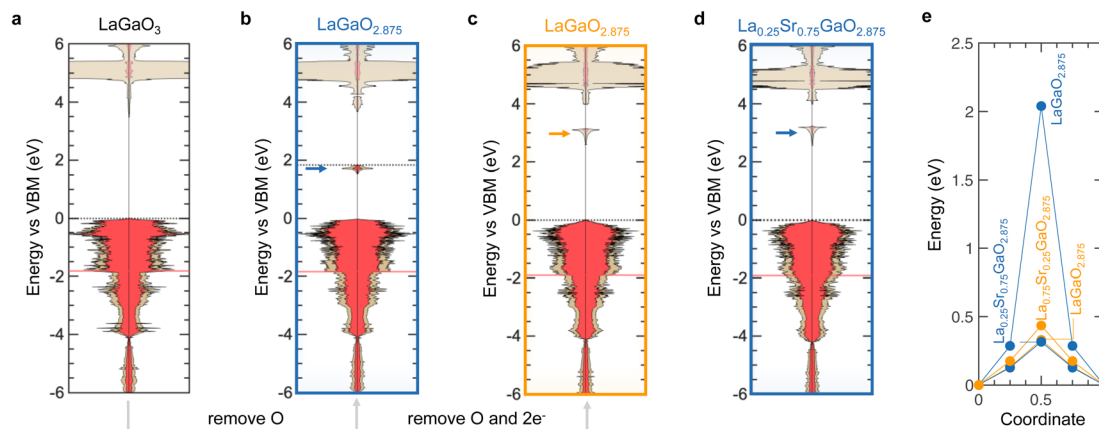 a
LaGaO3
Energy vs VBM (eV)
6
4
2
0
-2
-4
-6
b
LaGaO2.875
Energy vs VBM (eV)
6
4
2
0
-2
-4
-6
c
LaGaO2.875
Energy vs VBM (eV)
6
4
2
0
-2
-4
-6
d
La0.25Sr0.75GaO2.875
Energy vs VBM (eV)
6
4
2
0
-2
-4
-6
remove O
remove O and 2e-
e
Energy (eV)
2.5
2
1.5
1
0.5
0
0
0.5
Coordinate
La0.25Sr0.75GaO2.875
LaGaO2.875
La0.75Sr0.25GaO2.875
LaGaO2.875